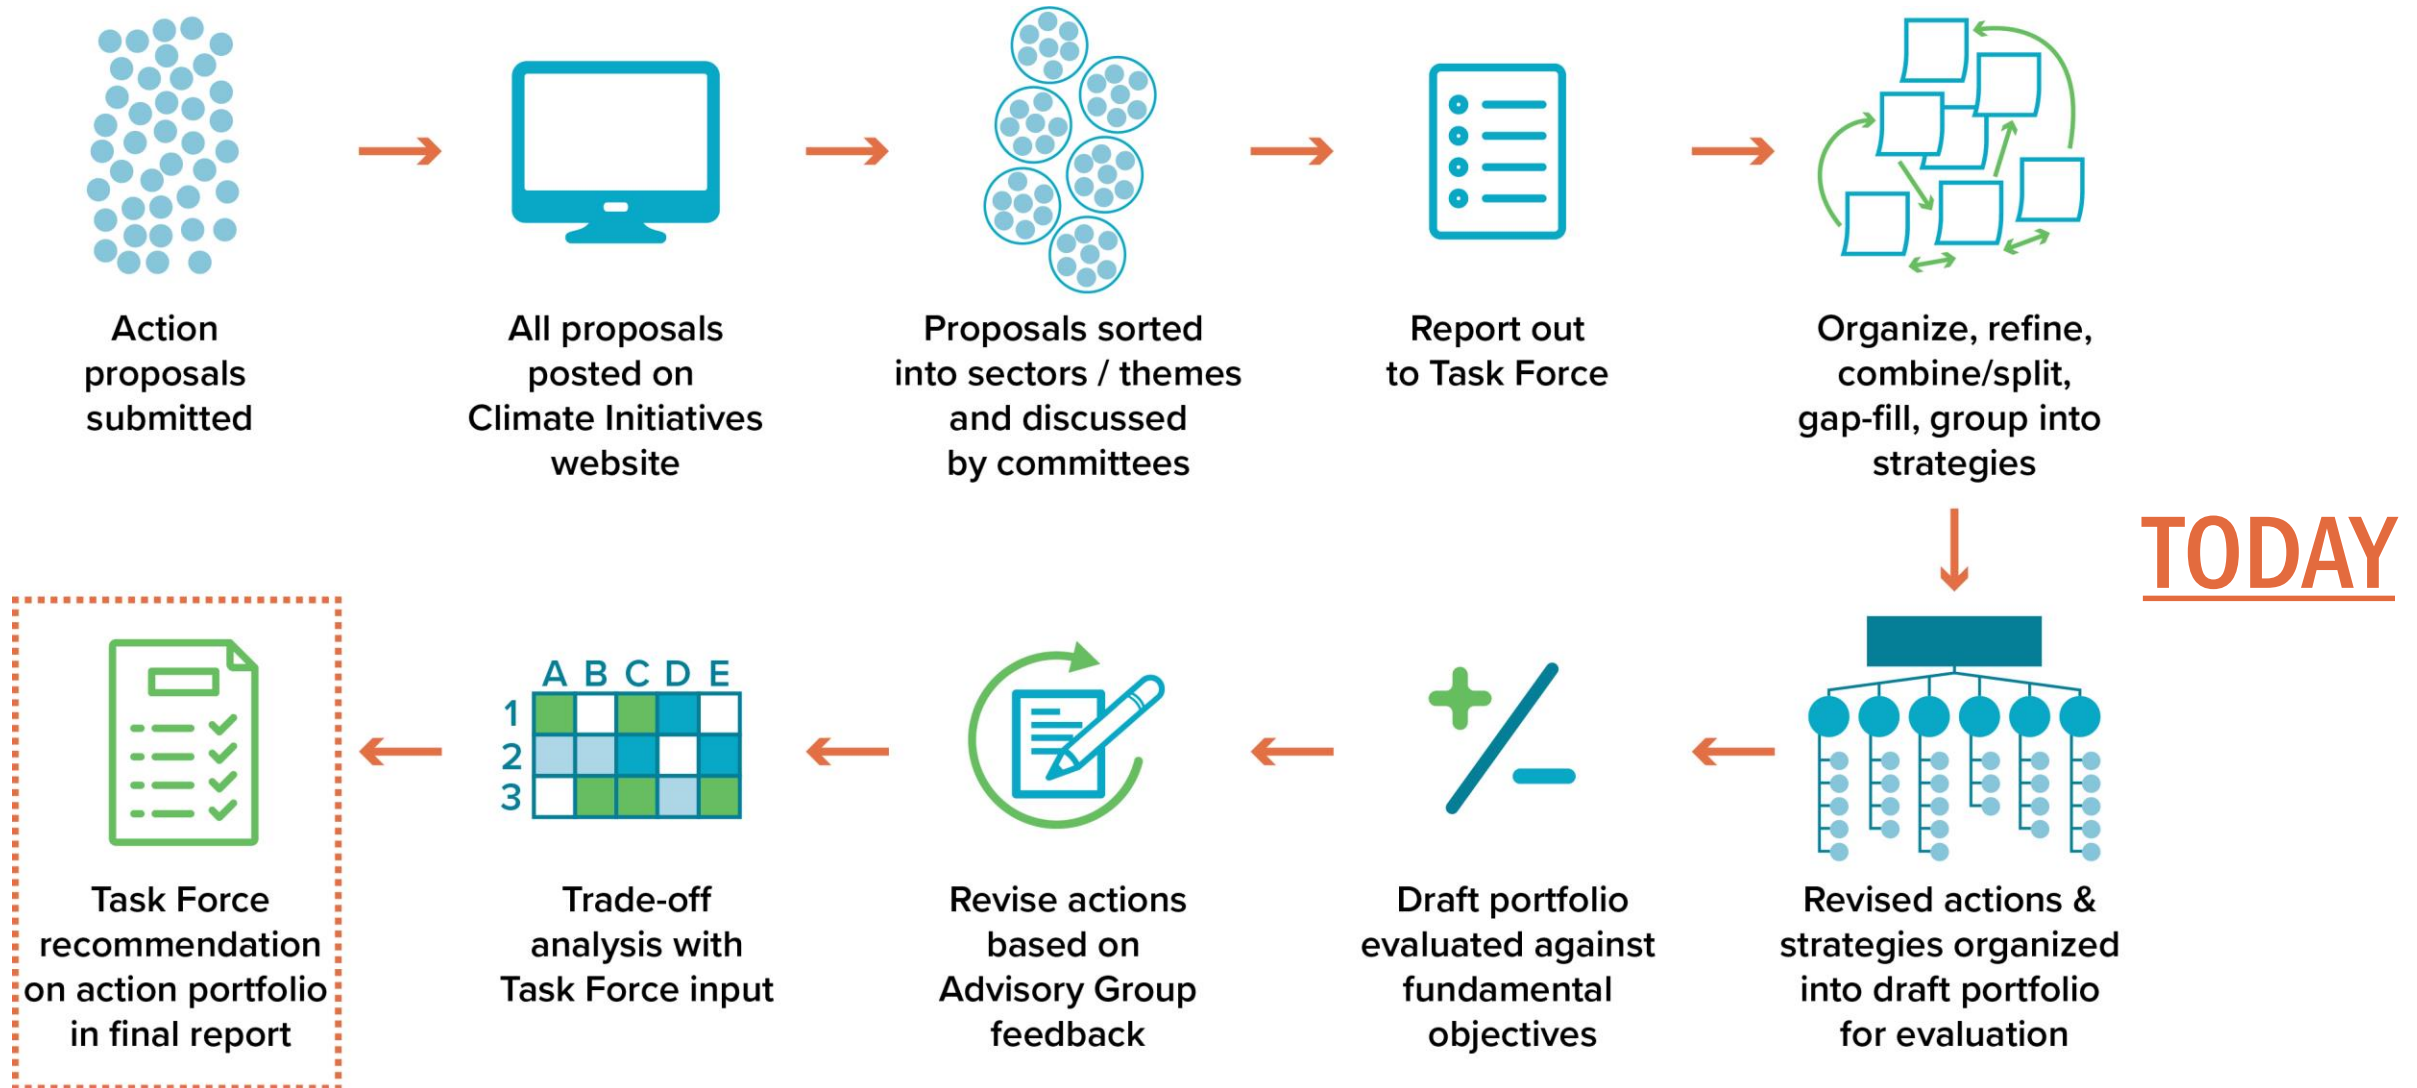 Action
proposals
submitted
All proposals
posted on
Climate Initiatives
website
Proposals sorted
into sectors / themes
and discussed
by committees
Report out
to Task Force
Organize, refine,
combine/split,
gap-fill, group into
strategies
TODAY
Revised actions &
strategies organized
into draft portfolio
for evaluation
Draft portfolio
evaluated against
fundamental
objectives
Revise actions
based on
Advisory Group
feedback
A B C D E
1
2
3
Trade-off
analysis with
Task Force input
Task Force
recommendation
on action portfolio
in final report